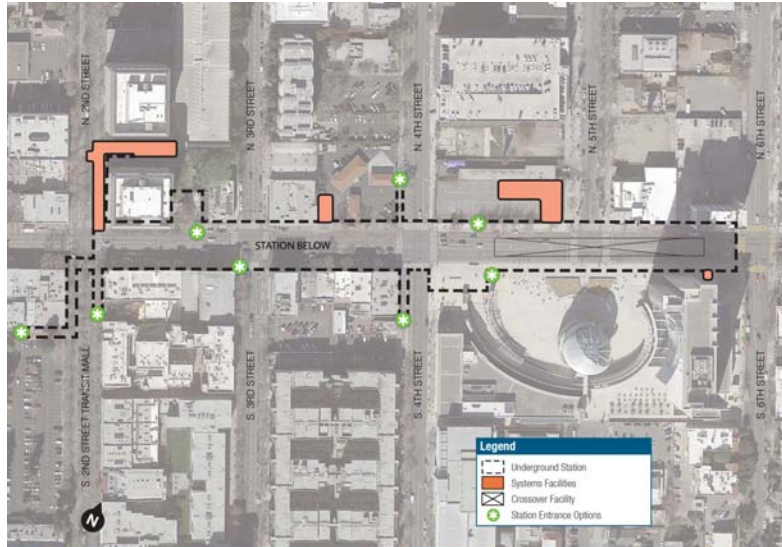 N. 2ND STREET
N. 3RD STREET
N. 4TH STREET
N. 5TH STREET
N. 6TH STREET
STATION BELOW
S. 2ND STREET TRANSIT MALL
S. 3RD STREET
S. 4TH STREET
S. 6TH STREET
Legend
Underground Station
Systems Facilities
Crossover Facility
Station Entrance Options
N